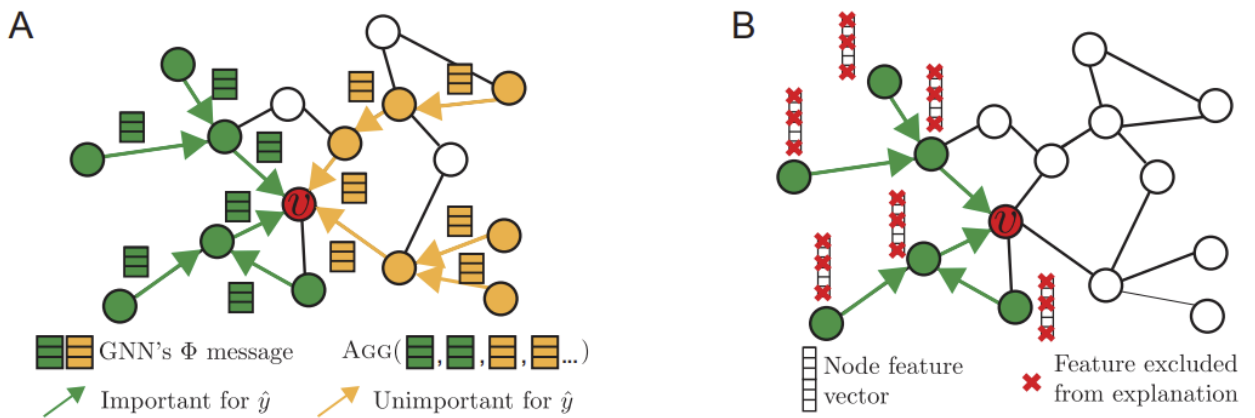 A
B
υ
υ
GNN's Φ message
AGG( , , , ...)
Important for ŷ
Unimportant for ŷ
Node feature
vector
Feature excluded
from explanation